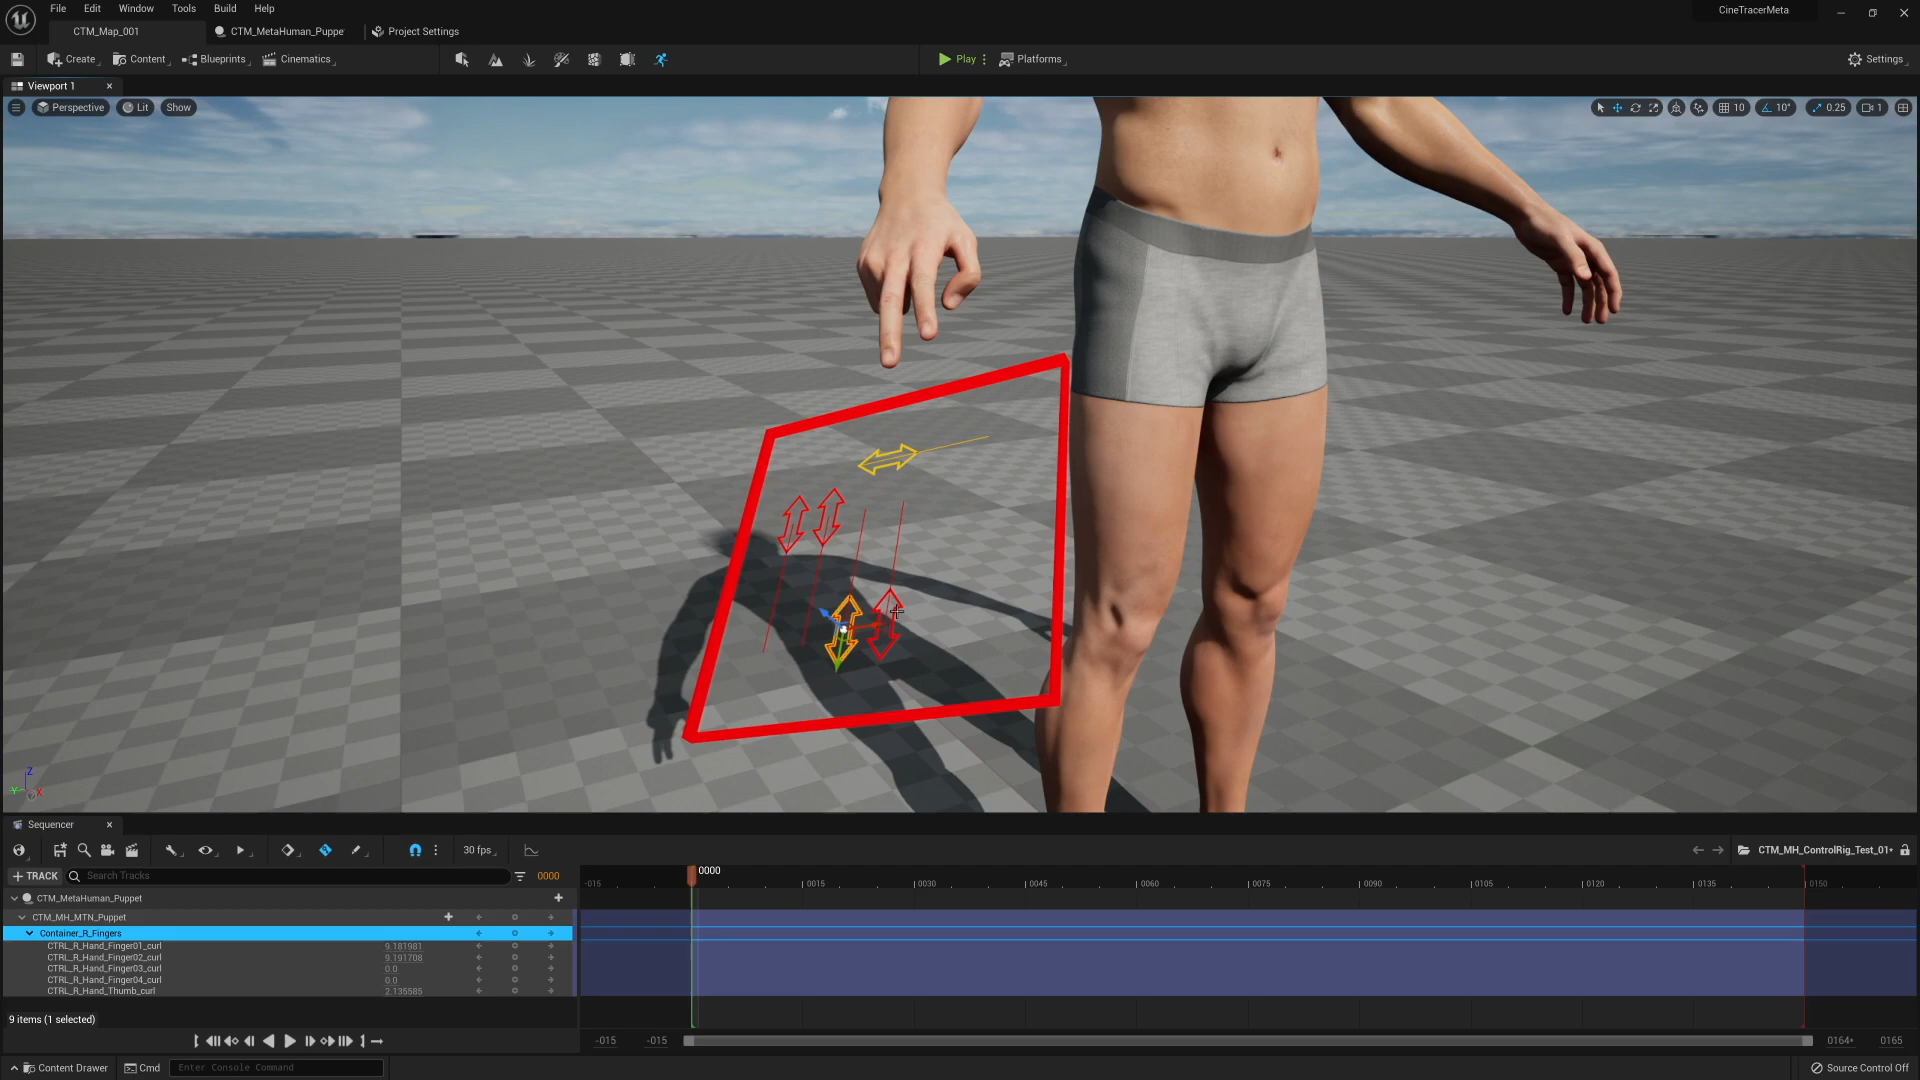 File Edit Window Tools Build Help
CineTracerMeta
CTM_Map_001 CTM_MetaHuman_Puppe Project Settings
Create Content Blueprints Cinematics Play Platforms Settings
Viewport 1
Perspective Lit Show 10 10° 0.25 1
Z
Y X
Sequencer
30 fps CTM_MH_ControlRig_Test_01*
TRACK Search Tracks 0000
0000
-015 0015 0030 0045 0060 0075 0090 0105 0120 0135 0150
CTM_MetaHuman_Puppet
CTM_MH_MTN_Puppet
Container_R_Fingers
CTRL_R_Hand_Finger01_curl 9.181981
CTRL_R_Hand_Finger02_curl 9.191708
CTRL_R_Hand_Finger03_curl 0.0
CTRL_R_Hand_Finger04_curl 0.0
CTRL_R_Hand_Thumb_curl 2.135585
9 items (1 selected)
-015 -015 0164+ 0165
Content Drawer Cmd Enter Console Command Source Control Off